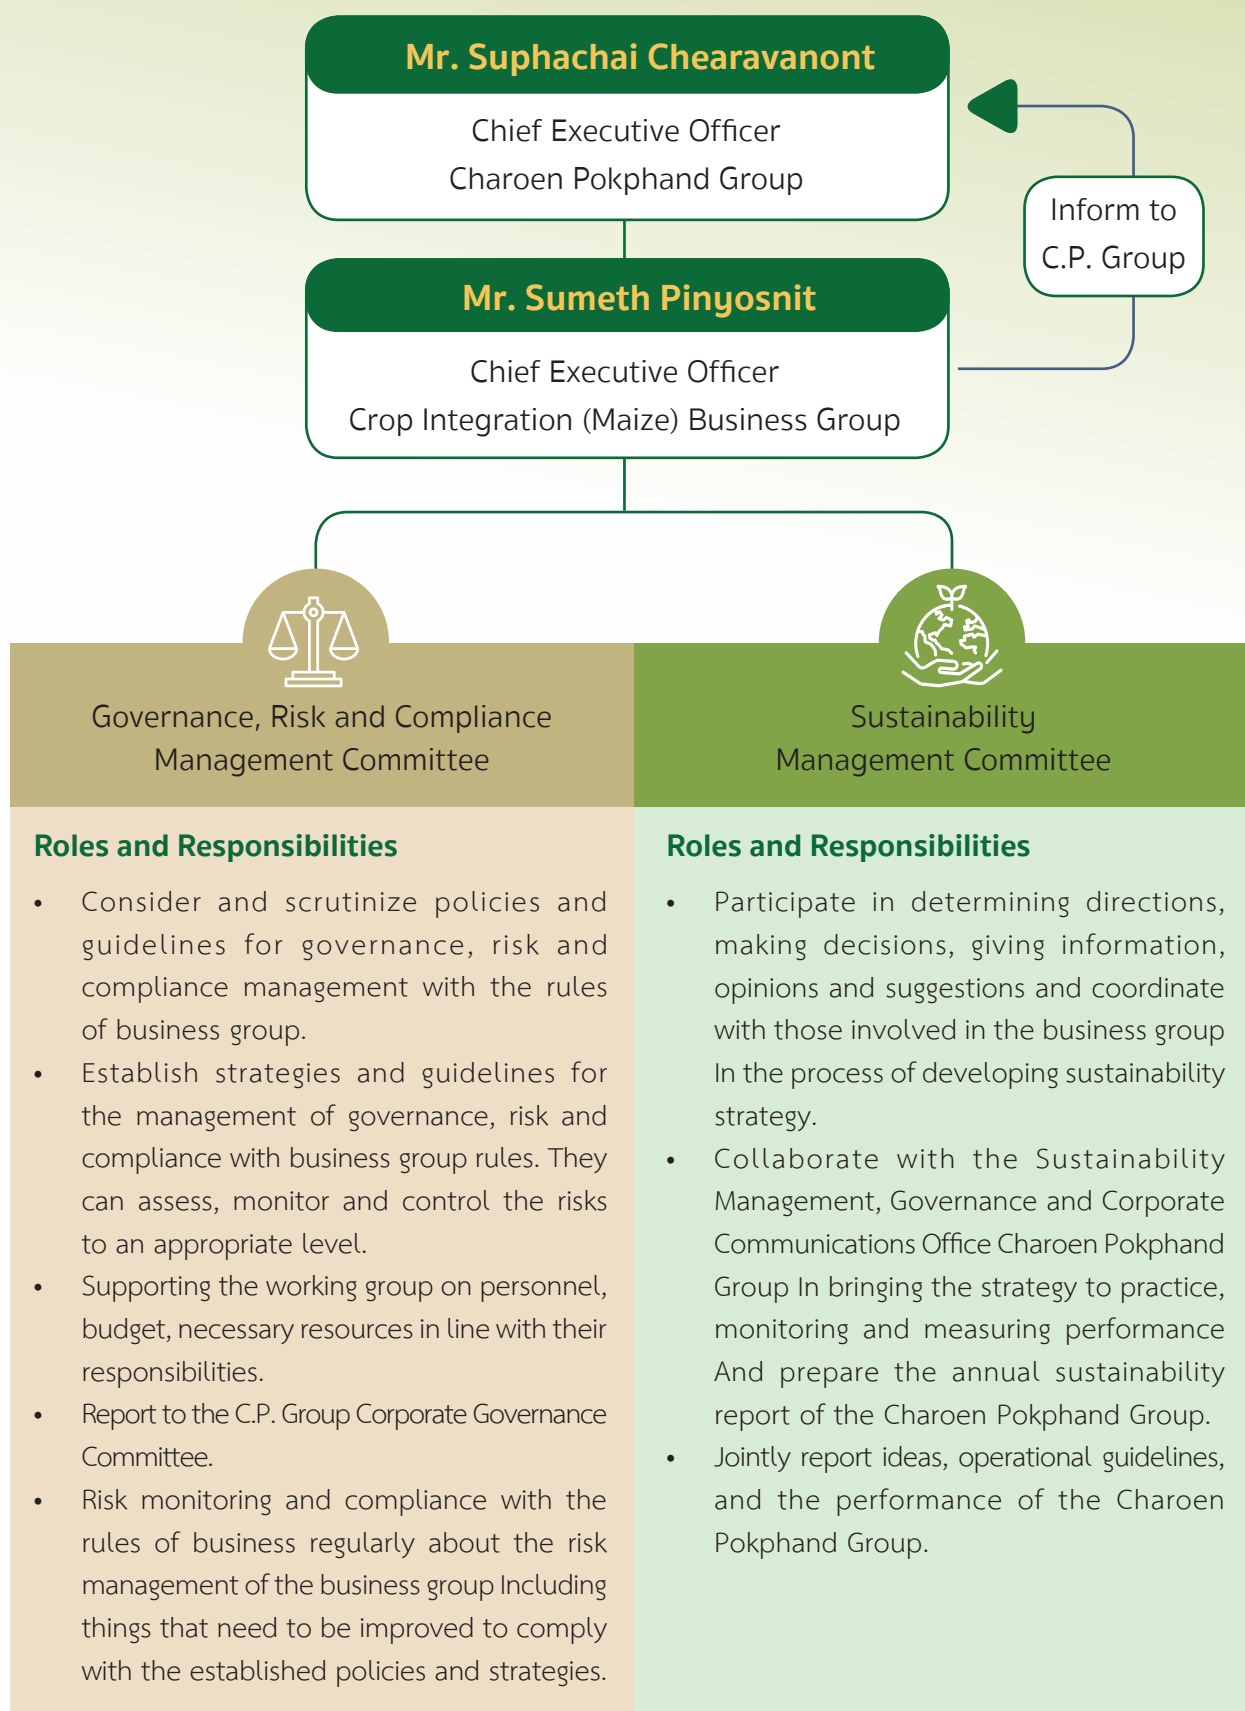 Mr. Suphachai Chearavanont
Chief Executive Officer
Charoen Pokphand Group
Inform to
C.P. Group
Mr. Sumeth Pinyosnit
Chief Executive Officer
Crop Integration (Maize) Business Group
Governance, Risk and Compliance
Management Committee
Roles and Responsibilities
• Consider and scrutinize policies and
guidelines for governance, risk and
compliance management with the rules
of business group.
• Establish strategies and guidelines for
the management of governance, risk and
compliance with business group rules. They
can assess, monitor and control the risks
to an appropriate level.
• Supporting the working group on personnel,
budget, necessary resources in line with their
responsibilities.
• Report to the C.P. Group Corporate Governance
Committee.
• Risk monitoring and compliance with the
rules of business regularly about the risk
management of the business group Including
things that need to be improved to comply
with the established policies and strategies.
Sustainability
Management Committee
Roles and Responsibilities
• Participate in determining directions,
making decisions, giving information,
opinions and suggestions and coordinate
with those involved in the business group
In the process of developing sustainability
strategy.
• Collaborate with the Sustainability
Management, Governance and Corporate
Communications Office Charoen Pokphand
Group In bringing the strategy to practice,
monitoring and measuring performance
And prepare the annual sustainability
report of the Charoen Pokphand Group.
• Jointly report ideas, operational guidelines,
and the performance of the Charoen
Pokphand Group.